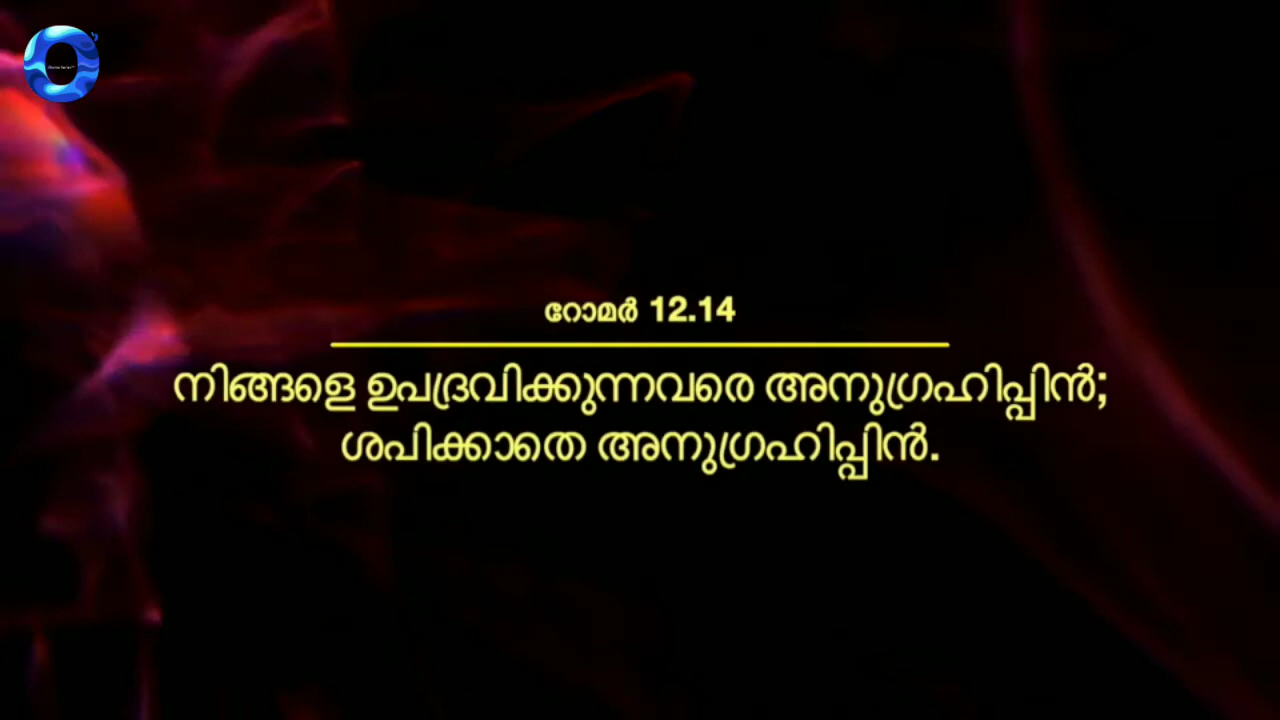 റോമർ 12.14
നിങ്ങളെ ഉപദ്രവിക്കുന്നവരെ അനുഗ്രഹിപ്പിൻ;
ശപിക്കാതെ അനുഗ്രഹിപ്പിൻ.